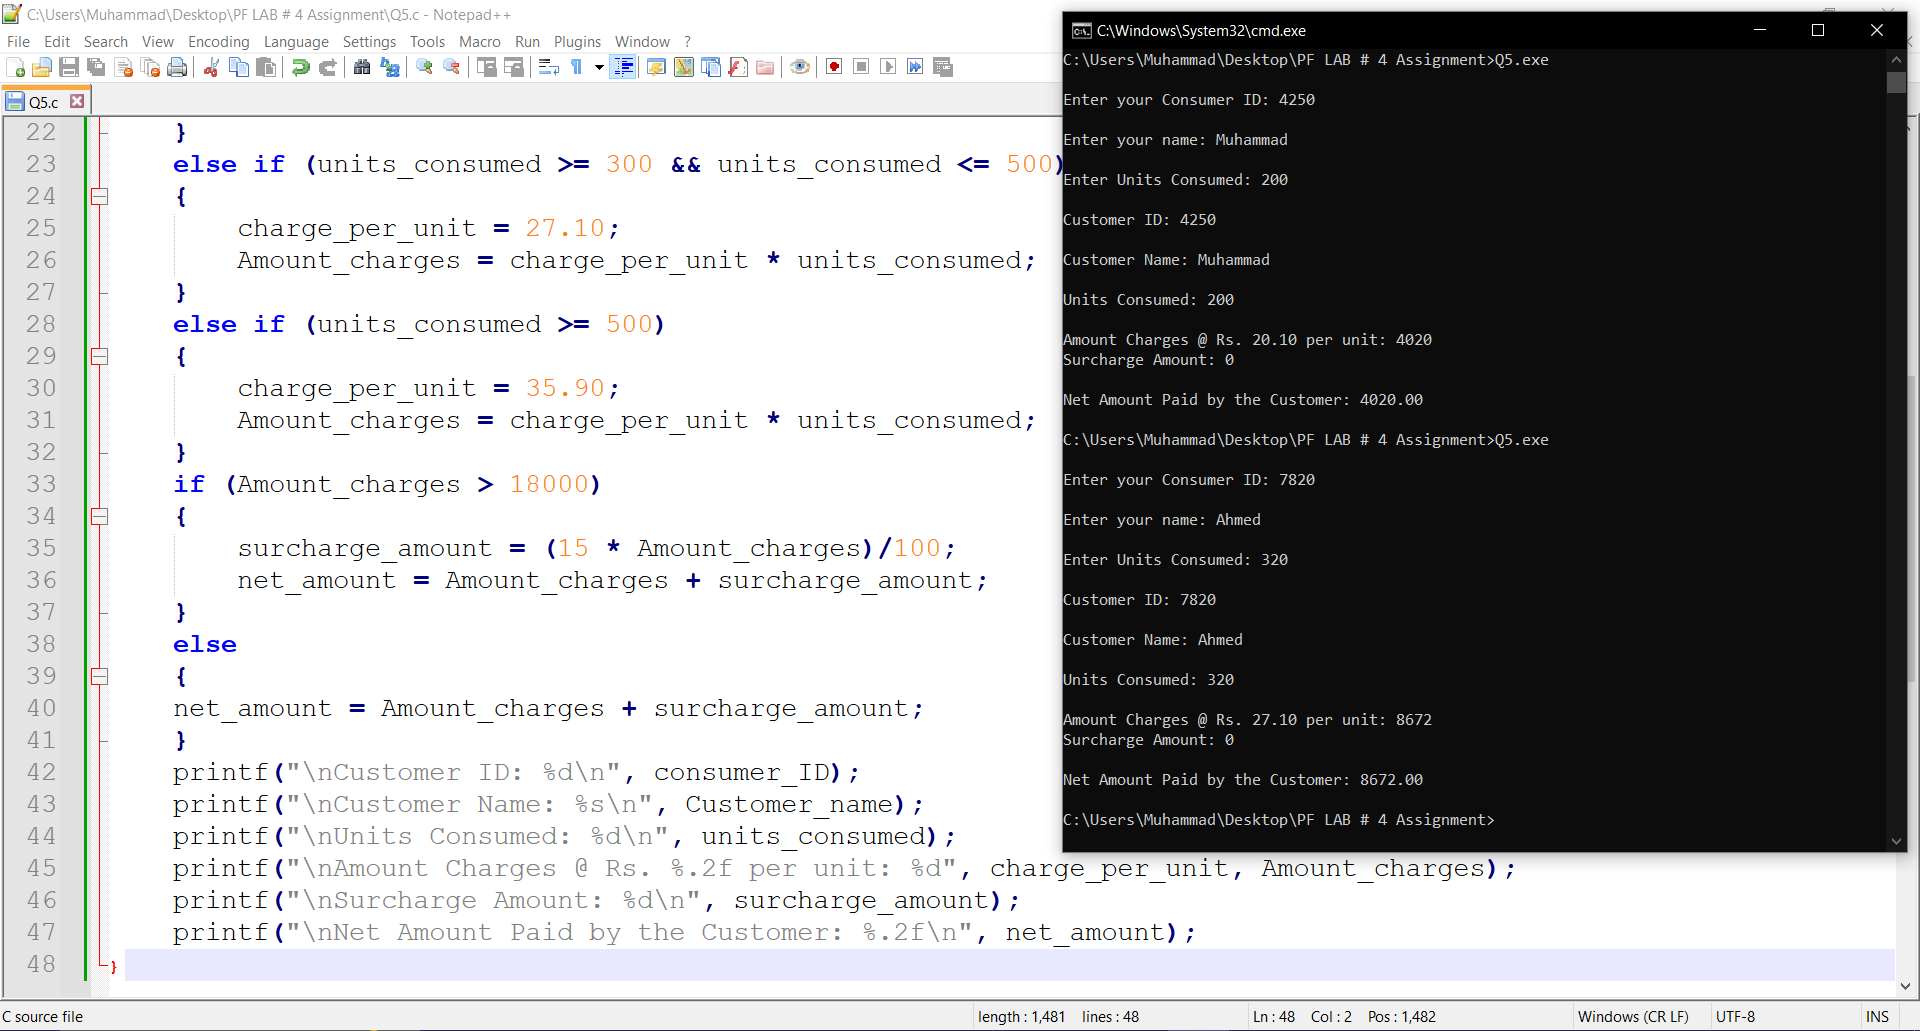 C:\Users\Muhammad\Desktop\PF LAB # 4 Assignment\Q5.c - Notepad++
File Edit Search View Encoding Language Settings Tools Macro Run Plugins Window ?
Q5.c
22 }
23 else if (units_consumed >= 300 && units_consumed <= 500)
24 {
25 charge_per_unit = 27.10;
26 Amount_charges = charge_per_unit * units_consumed;
27 }
28 else if (units_consumed >= 500)
29 {
30 charge_per_unit = 35.90;
31 Amount_charges = charge_per_unit * units_consumed;
32 }
33 if (Amount_charges > 18000)
34 {
35 surcharge_amount = (15 * Amount_charges)/100;
36 net_amount = Amount_charges + surcharge_amount;
37 }
38 else
39 {
40 net_amount = Amount_charges + surcharge_amount;
41 }
42 printf("\nCustomer ID: %d\n", consumer_ID);
43 printf("\nCustomer Name: %s\n", Customer_name);
44 printf("\nUnits Consumed: %d\n", units_consumed);
45 printf("\nAmount Charges @ Rs. %.2f per unit: %d", charge_per_unit, Amount_charges);
46 printf("\nSurcharge Amount: %d\n", surcharge_amount);
47 printf("\nNet Amount Paid by the Customer: %.2f\n", net_amount);
48 }
C source file length : 1,481 lines : 48 Ln : 48 Col : 2 Pos : 1,482 Windows (CR LF) UTF-8 INS
C:\Windows\System32\cmd.exe
C:\Users\Muhammad\Desktop\PF LAB # 4 Assignment>Q5.exe
Enter your Consumer ID: 4250
Enter your name: Muhammad
Enter Units Consumed: 200
Customer ID: 4250
Customer Name: Muhammad
Units Consumed: 200
Amount Charges @ Rs. 20.10 per unit: 4020
Surcharge Amount: 0
Net Amount Paid by the Customer: 4020.00
C:\Users\Muhammad\Desktop\PF LAB # 4 Assignment>Q5.exe
Enter your Consumer ID: 7820
Enter your name: Ahmed
Enter Units Consumed: 320
Customer ID: 7820
Customer Name: Ahmed
Units Consumed: 320
Amount Charges @ Rs. 27.10 per unit: 8672
Surcharge Amount: 0
Net Amount Paid by the Customer: 8672.00
C:\Users\Muhammad\Desktop\PF LAB # 4 Assignment>